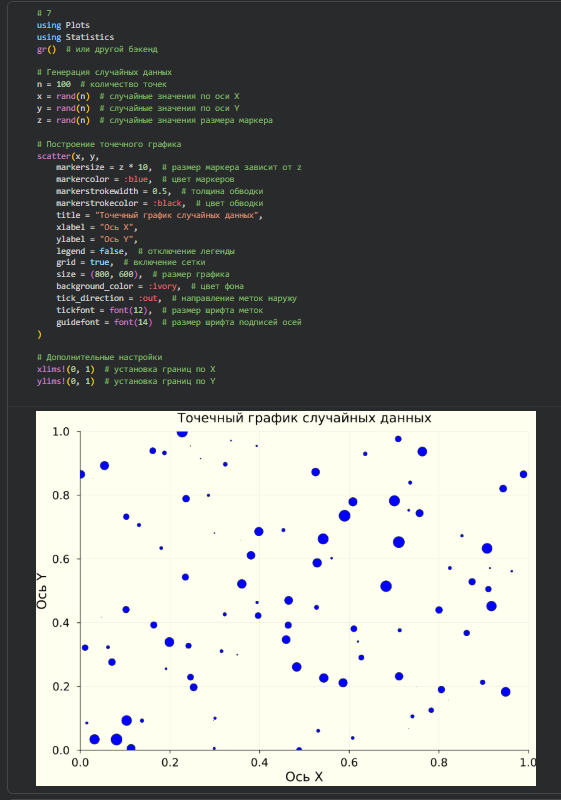 # 7
using Plots
using Statistics
gr()  # или другой бэкенд
# Генерация случайных данных
n = 100  # количество точек
x = rand(n)  # случайные значения по оси X
y = rand(n)  # случайные значения по оси Y
z = rand(n)  # случайные значения размера маркера
# Построение точечного графика
scatter(x, y,
    markersize = z * 10,  # размер маркера зависит от z
    markercolor = :blue,  # цвет маркеров
    markerstrokewidth = 0.5,  # толщина обводки
    markerstrokecolor = :black,  # цвет обводки
    title = "Точечный график случайных данных",
    xlabel = "Ось X",
    ylabel = "Ось Y",
    legend = false,  # отключение легенды
    grid = true,  # включение сетки
    size = (800, 600),  # размер графика
    background_color = :ivory,  # цвет фона
    tick_direction = :out,  # направление меток наружу
    tickfont = font(12),  # размер шрифта меток
    guidefont = font(14)  # размер шрифта подписей осей
)
# Дополнительные настройки
xlims!(0, 1)  # установка границ по X
ylims!(0, 1)  # установка границ по Y
Точечный график случайных данных
1.0
0.8
0.6
Ось Y
0.4
0.2
0.0
0.0 0.2 0.4 0.6 0.8 1.0
Ось X